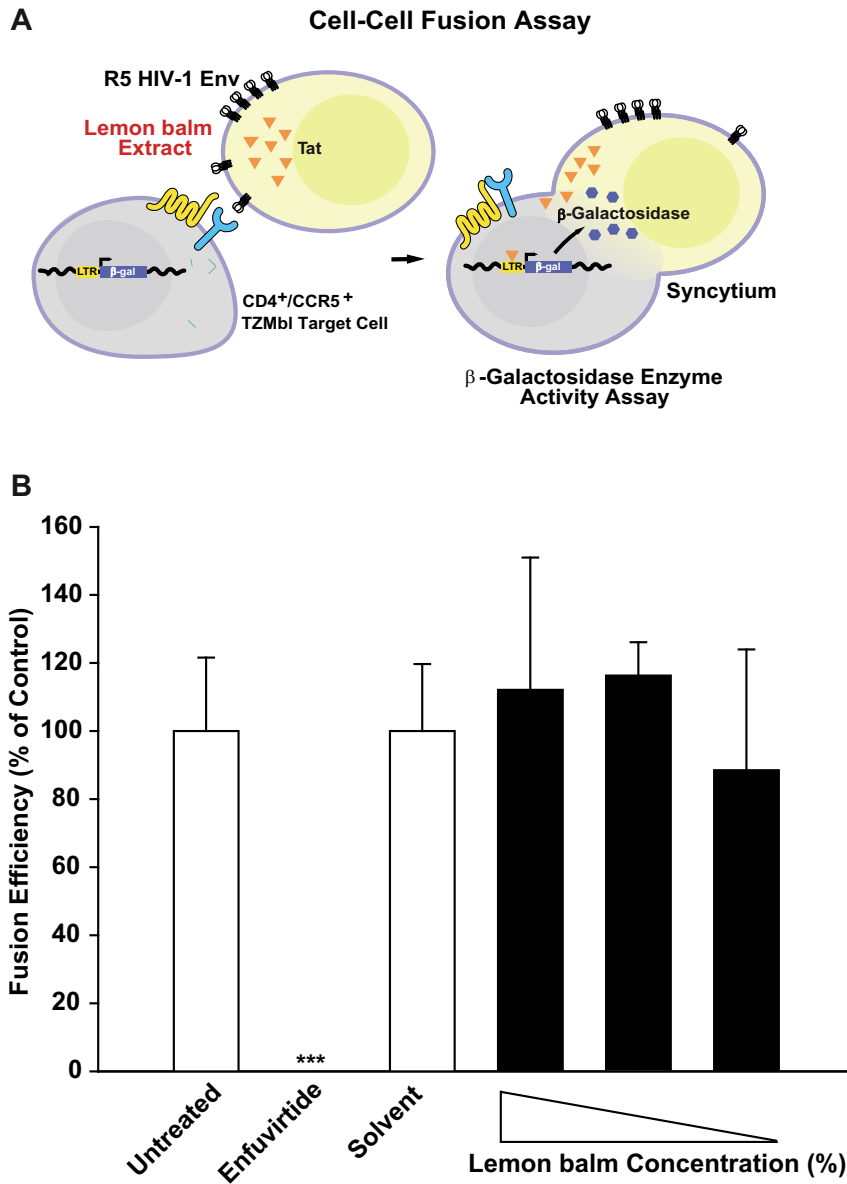 A
Cell-Cell Fusion Assay
R5 HIV-1 Env
Lemon balm
Extract
Tat
LTR
β-gal
CD4+/CCR5+
TZMbl Target Cell
β-Galactosidase
LTR
β-gal
Syncytium
β-Galactosidase Enzyme
Activity Assay
B
Fusion Efficiency (% of Control)
160
140
120
100
80
60
40
20
0
***
Untreated
Enfuvirtide
Solvent
Lemon balm Concentration (%)